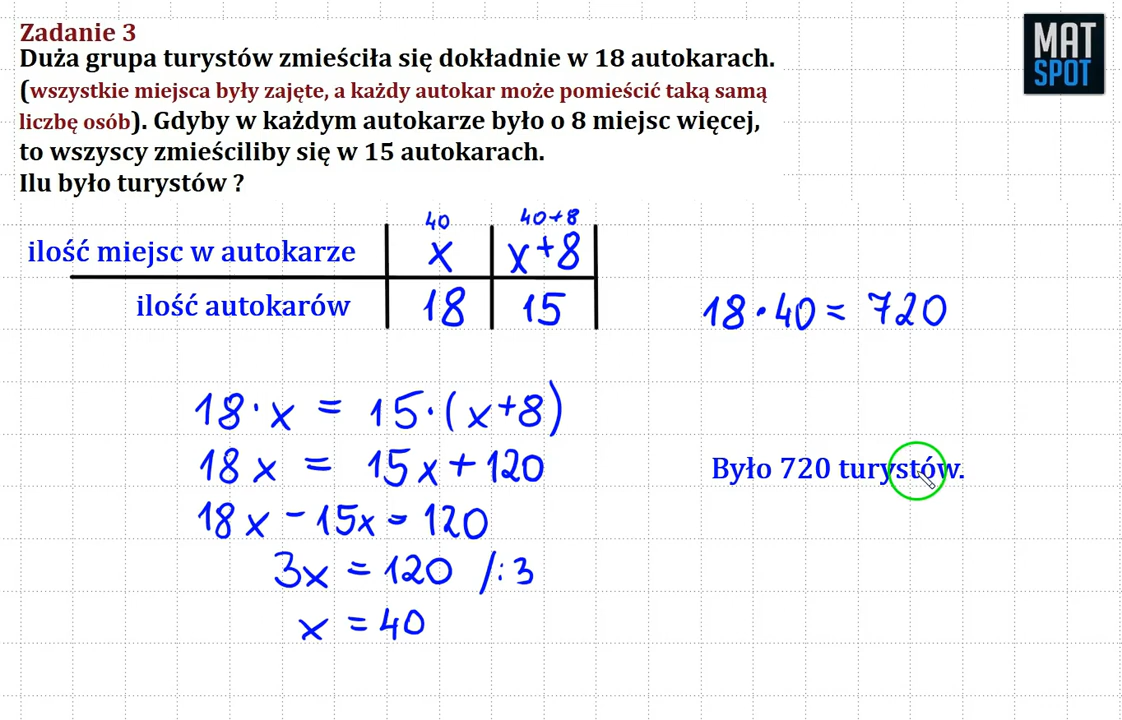 Zadanie 3
Duża grupa turystów zmieściła się dokładnie w 18 autokarach.
(wszystkie miejsca były zajęte, a każdy autokar może pomieścić taką samą
liczbę osób). Gdyby w każdym autokarze było o 8 miejsc więcej,
to wszyscy zmieściliby się w 15 autokarach.
Ilu było turystów ?
MAT
SPOT
40 40+8
ilość miejsc w autokarze x x+8
ilość autokarów 18 15
18·40= 720
18·x = 15·(x+8)
18x = 15x+120
18x-15x=120
3x =120 /:3
x =40
Było 720 turystów.